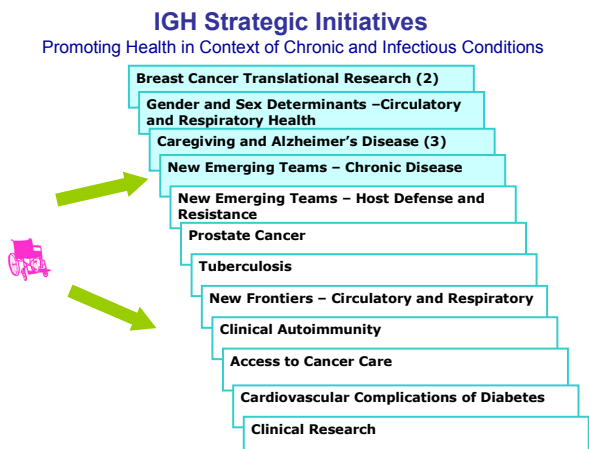 IGH Strategic Initiatives
Promoting Health in Context of Chronic and Infectious Conditions
Breast Cancer Translational Research (2)
Gender and Sex Determinants –Circulatory
and Respiratory Health
Caregiving and Alzheimer’s Disease (3)
New Emerging Teams – Chronic Disease
New Emerging Teams – Host Defense and
Resistance
Prostate Cancer
Tuberculosis
New Frontiers – Circulatory and Respiratory
Clinical Autoimmunity
Access to Cancer Care
Cardiovascular Complications of Diabetes
Clinical Research